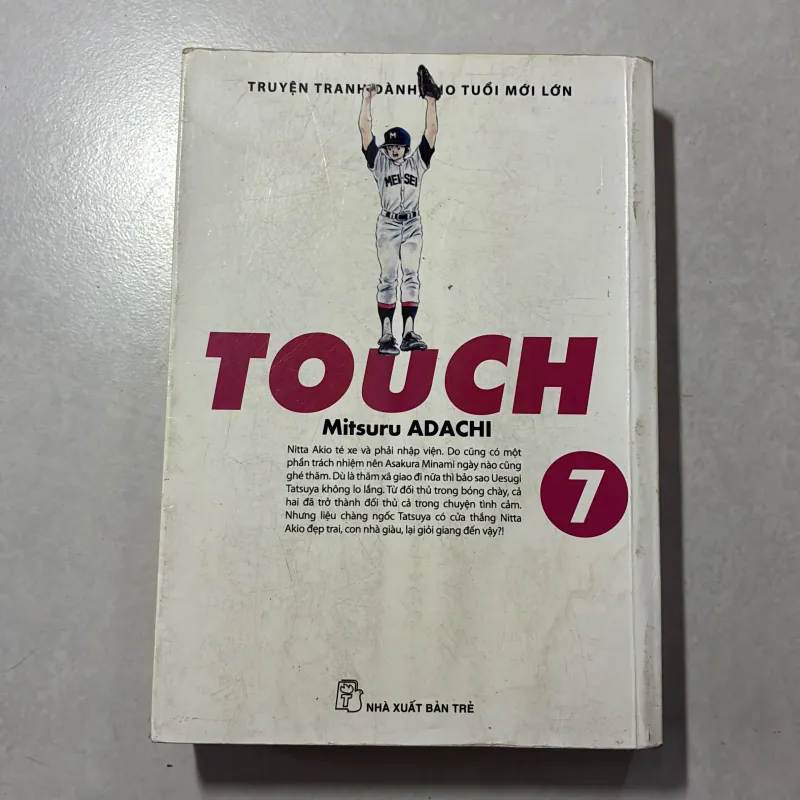 TRUYỆN TRANH DÀNH CHO TUỔI MỚI LỚN
M
MEI-SEI
TOUCH
Mitsuru ADACHI
Nitta Akio té xe và phải nhập viện. Do cũng có một
phần trách nhiệm nên Asakura Minami ngày nào cũng
ghé thăm. Dù là thăm xã giao đi nữa thì bảo sao Uesugi
Tatsuya không lo lắng. Từ đối thủ trong bóng chày, cả
hai đã trở thành đối thủ cả trong chuyện tình cảm.
Nhưng liệu chàng ngốc Tatsuya có cửa thắng Nitta
Akio đẹp trai, con nhà giàu, lại giỏi giang đến vậy?!
7
T
NHÀ XUẤT BẢN TRẺ